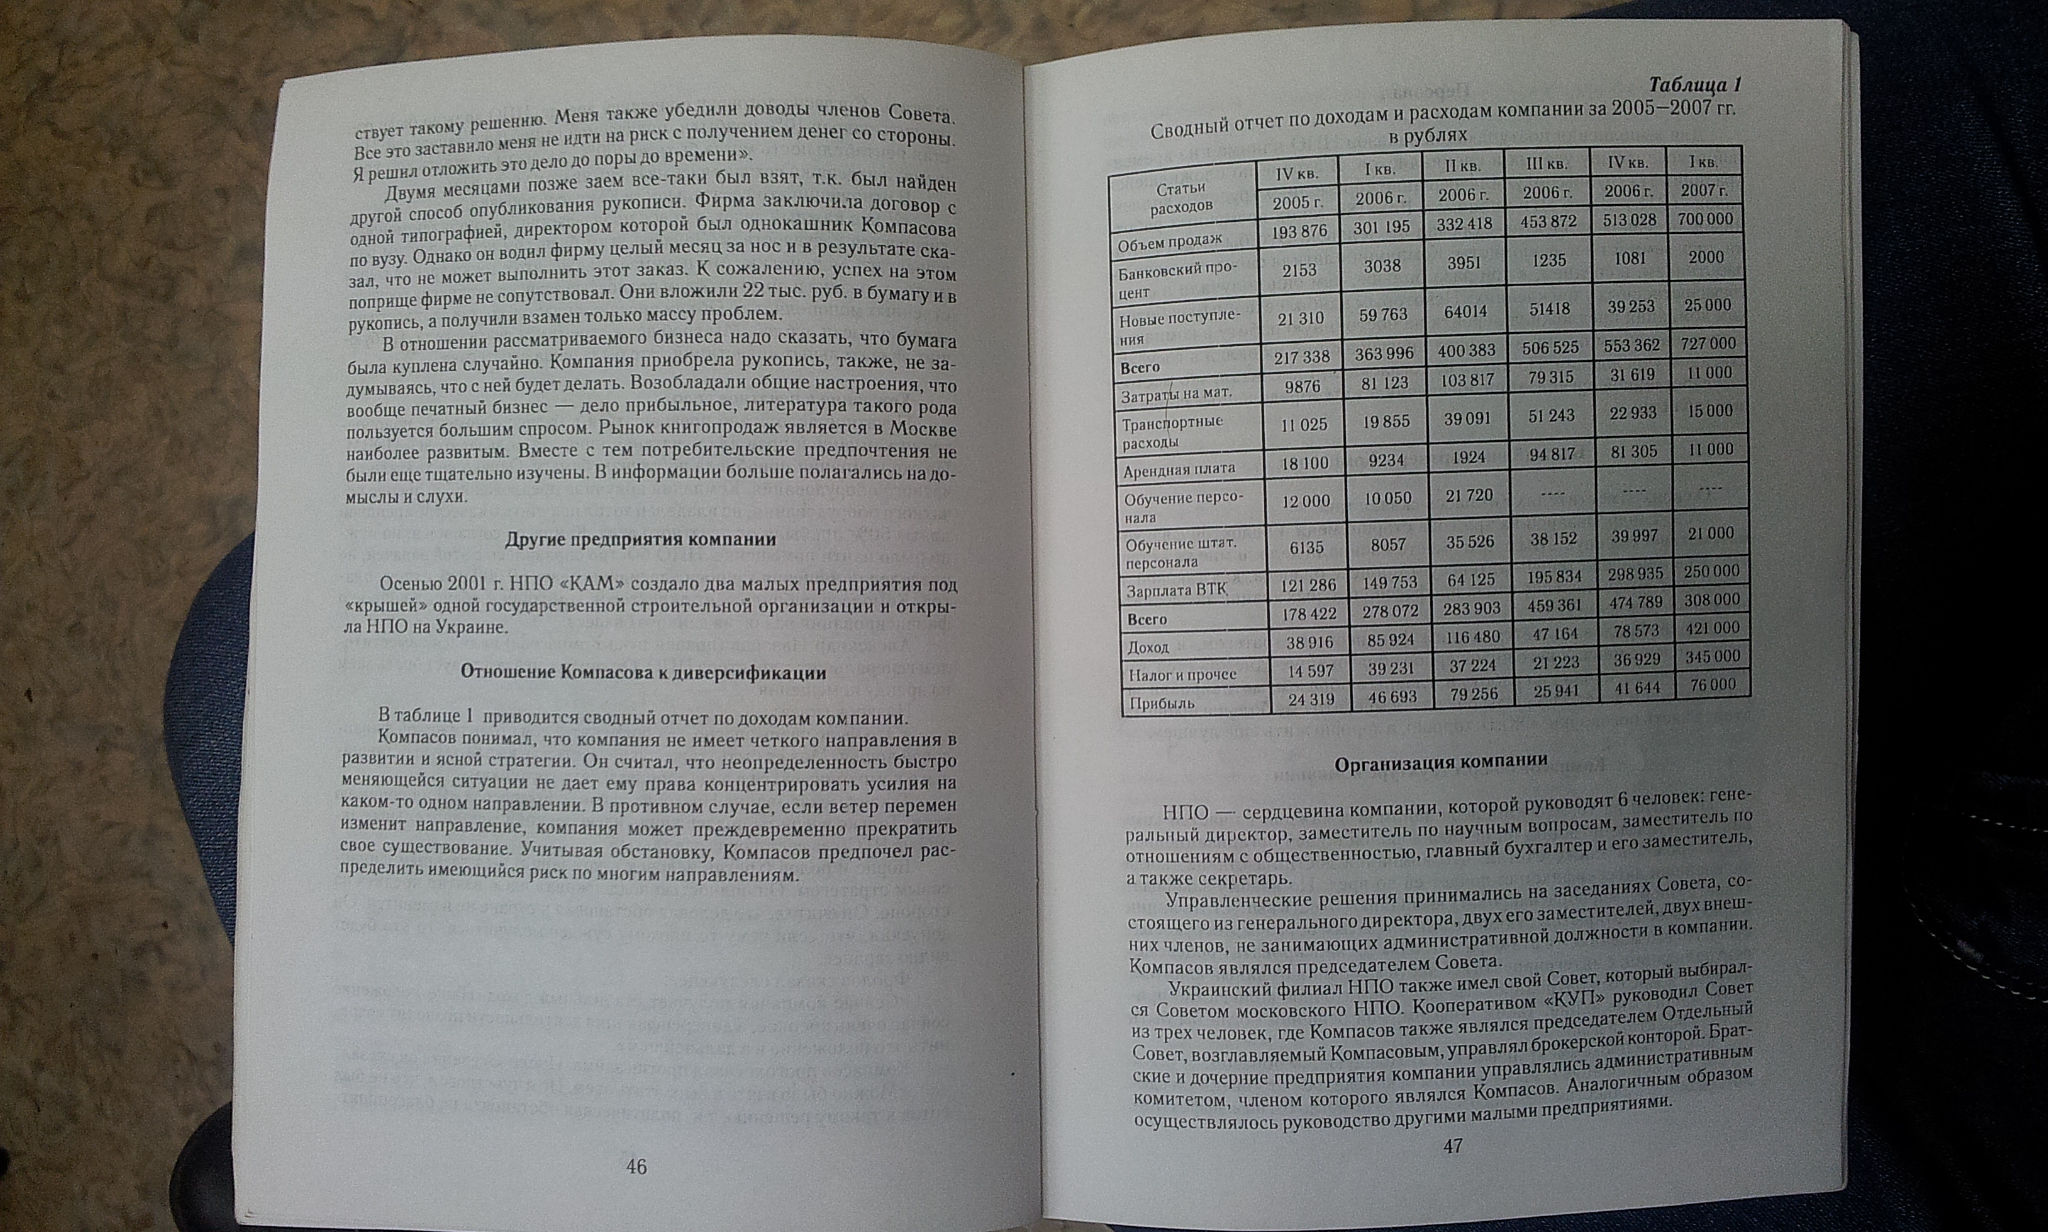 ствует такому решению. Меня также убедили доводы членов Совета.
Все это заставило меня не идти на риск с получением денег со стороны.
Я решил отложить это дело до поры до времени».
Двумя месяцами позже заем все-таки был взят, т.к. был найден
другой способ опубликования рукописи. Фирма заключила договор с
одной типографией, директором которой был однокашник Компасова
по вузу. Однако он водил фирму целый месяц за нос и в результате ска-
зал, что не может выполнить этот заказ. К сожалению, успех на этом
поприще фирме не сопутствовал. Они вложили 22 тыс. руб. в бумагу и в
рукопись, а получили взамен только массу проблем.
В отношении рассматриваемого бизнеса надо сказать, что бумага
была куплена случайно. Компания приобрела рукопись, также, не за-
думываясь, что с ней будет делать. Возобладали общие настроения, что
вообще печатный бизнес — дело прибыльное, литература такого рода
пользуется большим спросом. Рынок книгопродаж является в Москве
наиболее развитым. Вместе с тем потребительские предпочтения не
были еще тщательно изучены. В информации больше полагались на до-
мыслы и слухи.
Другие предприятия компании
Осенью 2001 г. НПО «КАМ» создало два малых предприятия под
«крышей» одной государственной строительной организации и откры-
ла НПО на Украине.
Отношение Компасова к диверсификации
В таблице 1 приводится сводный отчет по доходам компании.
Компасов понимал, что компания не имеет четкого направления в
развитии и ясной стратегии. Он считал, что неопределенность быстро
меняющейся ситуации не дает ему права концентрировать усилия на
каком-то одном направлении. В противном случае, если ветер перемен
изменит направление, компания может преждевременно прекратить
свое существование. Учитывая обстановку, Компасов предпочел рас-
пределить имеющийся риск по многим направлениям.
46
Таблица 1
Сводный отчет по доходам и расходам компании за 2005–2007 гг.
в рублях
Статьи расходов IV кв. 2005 г. I кв. 2006 г. II кв. 2006 г. III кв. 2006 г. IV кв. 2006 г. I кв. 2007 г.
Объем продаж 193 876 301 195 332 418 453 872 513 028 700 000
Банковский про-
цент 2153 3038 3951 1235 1081 2000
Новые поступле-
ния 21 310 59 763 64014 51418 39 253 25 000
Всего 217 338 363 996 400 383 506 525 553 362 727 000
Затраты на мат. 9876 81 123 103 817 79 315 31 619 11 000
Транспортные
расходы 11 025 19 855 39 091 51 243 22 933 15 000
Арендная плата 18 100 9234 1924 94 817 81 305 11 000
Обучение персо-
нала 12 000 10 050 21 720 ---- ---- ----
Обучение штат.
персонала 6135 8057 35 526 38 152 39 997 21 000
Зарплата ВТК 121 286 149 753 64 125 195 834 298 935 250 000
Всего 178 422 278 072 283 903 459 361 474 789 308 000
Доход 38 916 85 924 116 480 47 164 78 573 421 000
Налог и прочее 14 597 39 231 37 224 21 223 36 929 345 000
Прибыль 24 319 46 693 79 256 25 941 41 644 76 000
Организация компании
НПО — сердцевина компании, которой руководят 6 человек: гене-
ральный директор, заместитель по научным вопросам, заместитель по
отношениям с общественностью, главный бухгалтер и его заместитель,
а также секретарь.
Управленческие решения принимались на заседаниях Совета, со-
стоящего из генерального директора, двух его заместителей, двух внеш-
них членов, не занимающих административной должности в компании.
Компасов являлся председателем Совета.
Украинский филиал НПО также имел свой Совет, который выбирал-
ся Советом московского НПО. Кооперативом «КУП» руководил Совет
из трех человек, где Компасов также являлся председателем Отдельный
Совет, возглавляемый Компасовым, управлял брокерской конторой. Брат-
ские и дочерние предприятия компании управлялись административным
комитетом, членом которого являлся Компасов. Аналогичным образом
осуществлялось руководство другими малыми предприятиями.
47